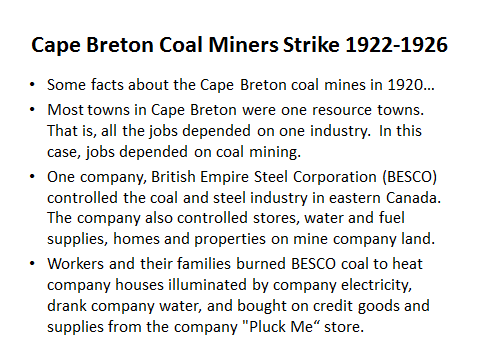 Cape Breton Coal Miners Strike 1922-1926
• Some facts about the Cape Breton coal mines in 1920…
• Most towns in Cape Breton were one resource towns.
That is, all the jobs depended on one industry.  In this
case, jobs depended on coal mining.
• One company, British Empire Steel Corporation (BESCO)
controlled the coal and steel industry in eastern Canada.
The company also controlled stores, water and fuel
supplies, homes and properties on mine company land.
• Workers and their families burned BESCO coal to heat
company houses illuminated by company electricity,
drank company water, and bought on credit goods and
supplies from the company "Pluck Me“ store.